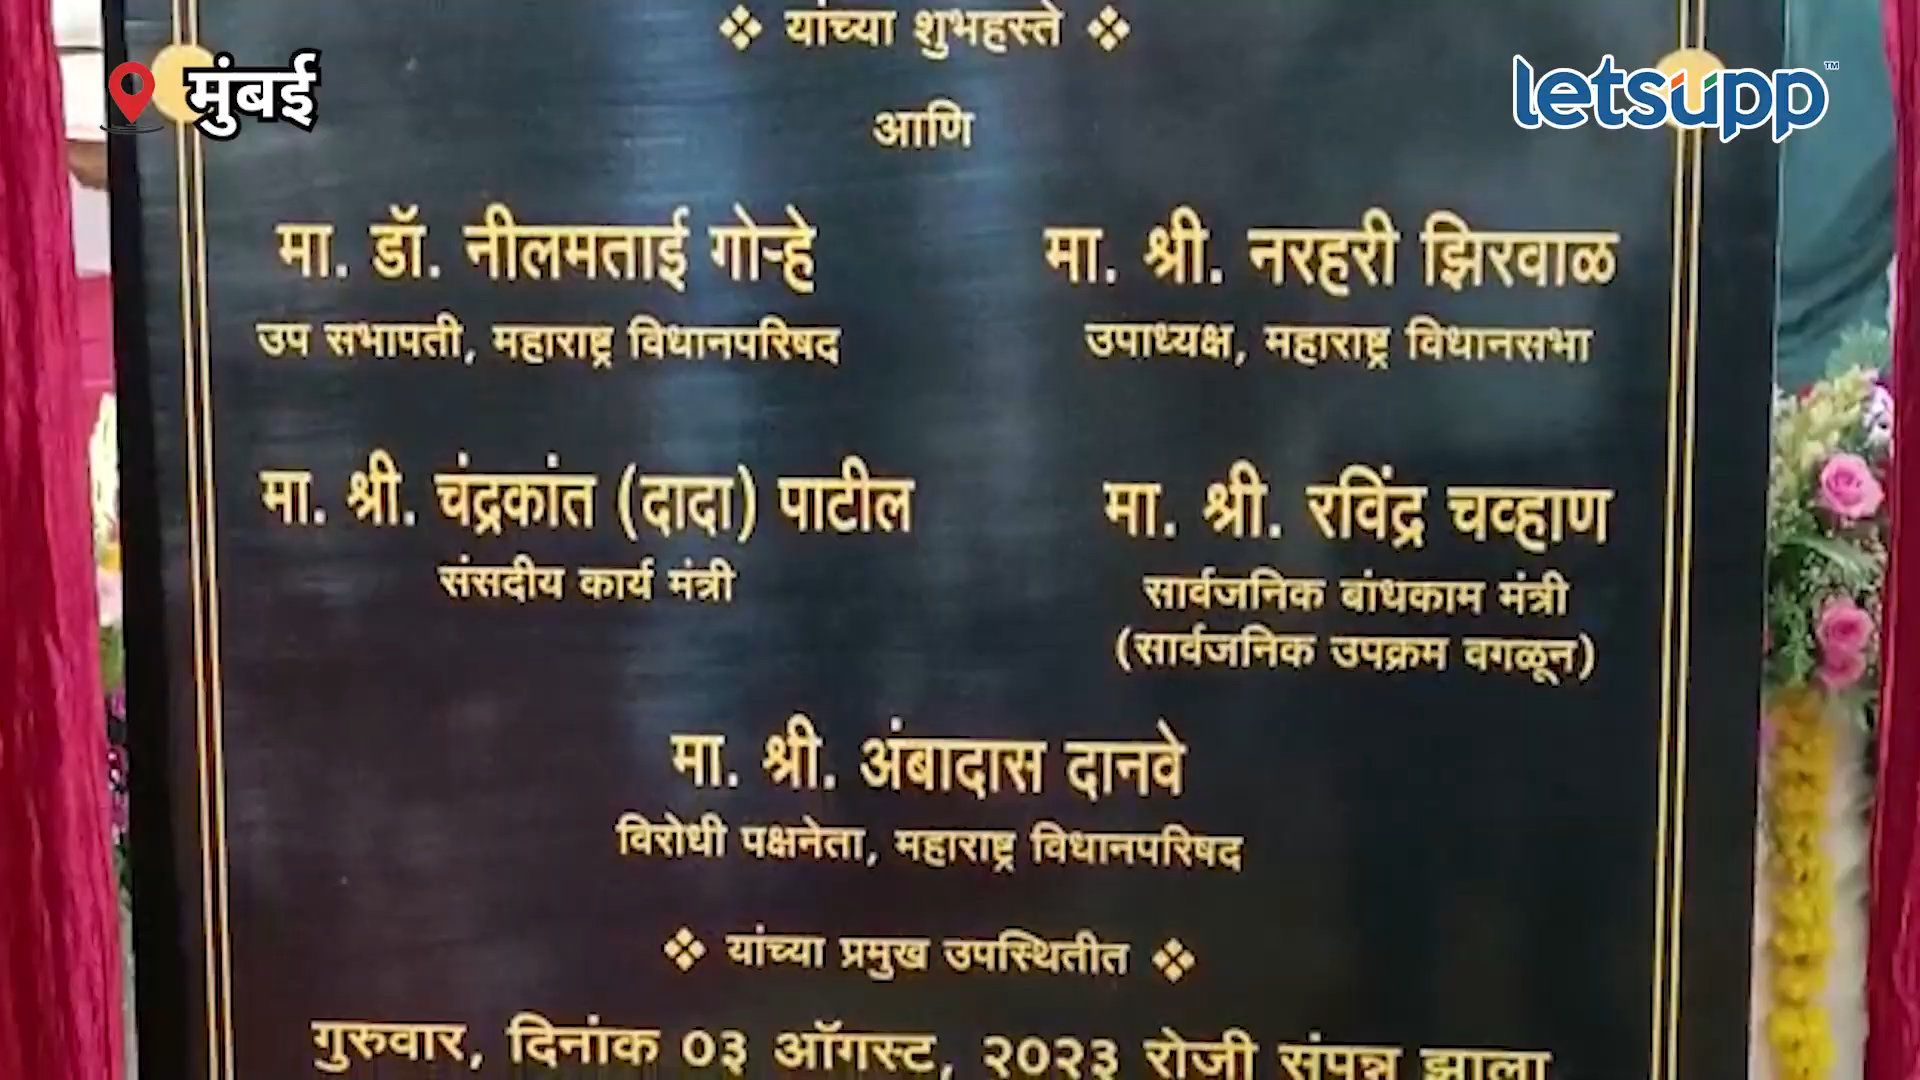 ❖ यांच्या शुभहस्ते ❖
मुंबई
letsupp™
आणि
मा. डॉ. नीलमताई गोऱ्हे
उप सभापती, महाराष्ट्र विधानपरिषद
मा. श्री. नरहरी झिरवाळ
उपाध्यक्ष, महाराष्ट्र विधानसभा
मा. श्री. चंद्रकांत (दादा) पाटील
संसदीय कार्य मंत्री
मा. श्री. रविंद्र चव्हाण
सार्वजनिक बांधकाम मंत्री
(सार्वजनिक उपक्रम वगळून)
मा. श्री. अंबादास दानवे
विरोधी पक्षनेता, महाराष्ट्र विधानपरिषद
❖ यांच्या प्रमुख उपस्थितीत ❖
गुरुवार, दिनांक ०३ ऑगस्ट, २०२३ रोजी संपन्न झाला